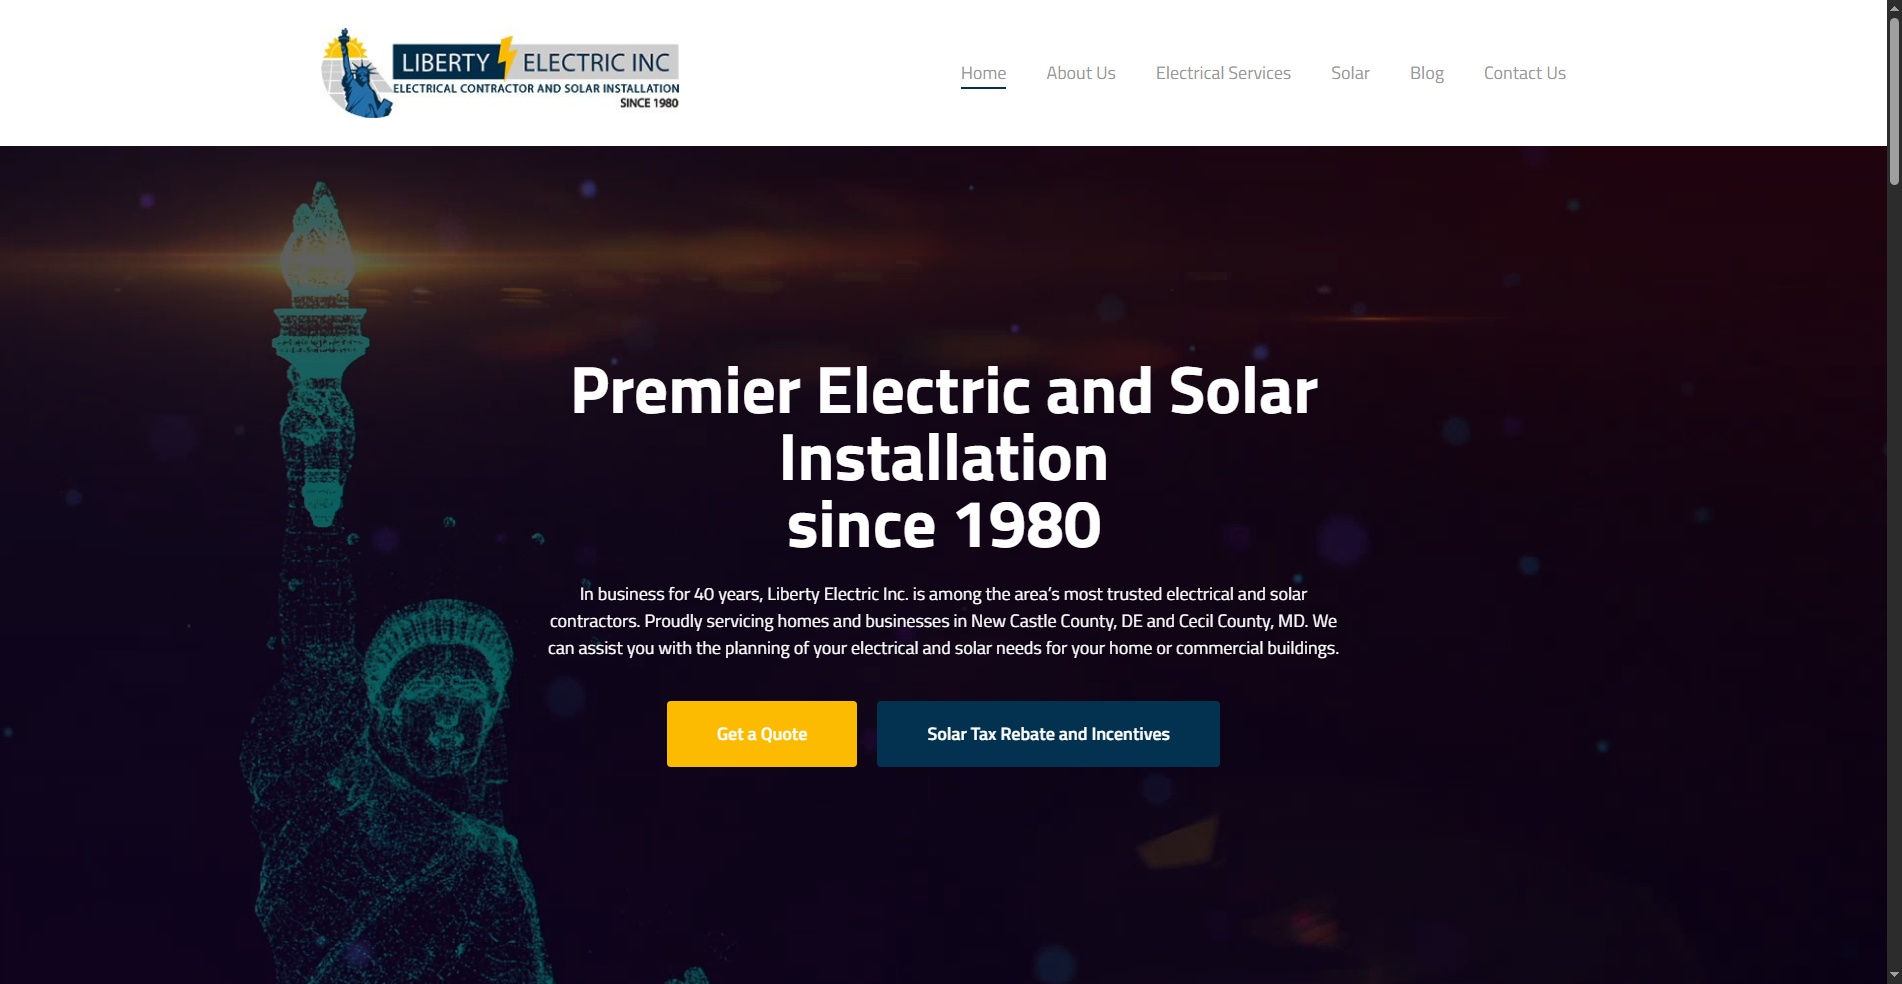 LIBERTY ELECTRIC INC
ELECTRICAL CONTRACTOR AND SOLAR INSTALLATION
SINCE 1980
Home About Us Electrical Services Solar Blog Contact Us
Premier Electric and Solar
Installation
since 1980
In business for 40 years, Liberty Electric Inc. is among the area’s most trusted electrical and solar
contractors. Proudly servicing homes and businesses in New Castle County, DE and Cecil County, MD. We
can assist you with the planning of your electrical and solar needs for your home or commercial buildings.
Get a Quote Solar Tax Rebate and Incentives